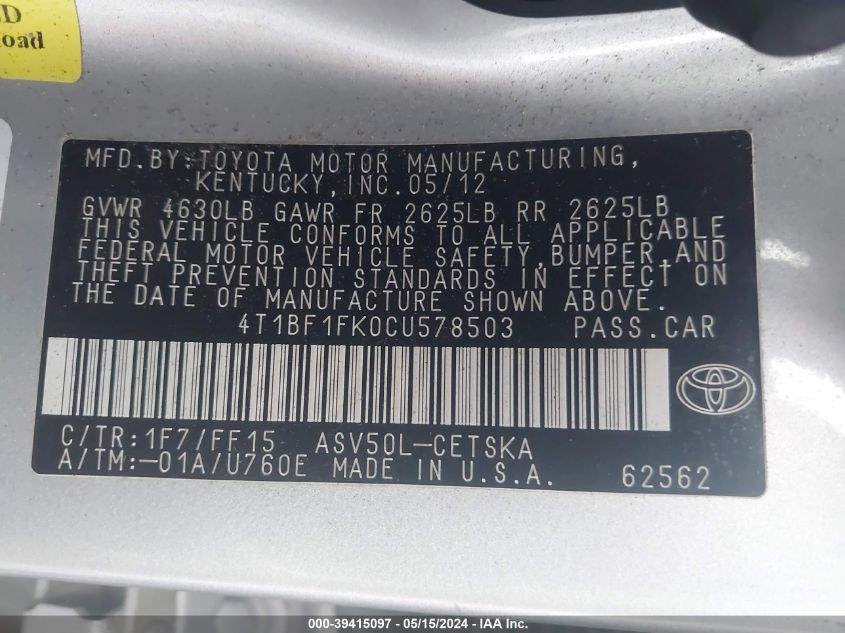 D
oad
MFD.BY:TOYOTA MOTOR MANUFACTURING,
KENTUCKY,INC.05/12
GVWR 4630LB GAWR FR 2625LB RR 2625LB
THIS VEHICLE CONFORMS TO ALL APPLICABLE
FEDERAL MOTOR VEHICLE SAFETY,BUMPER,AND
THEFT PREVENTION STANDARDS IN EFFECT ON
THE DATE OF MANUFACTURE SHOWN ABOVE.
4T1BF1FK0CU578503 PASS.CAR
C/TR:1F7/FF15 ASV50L-CETSKA
A/TM:-01A/U760E MADE IN U.S.A. 62562
000-39415097 - 05/15/2024 - IAA Inc.